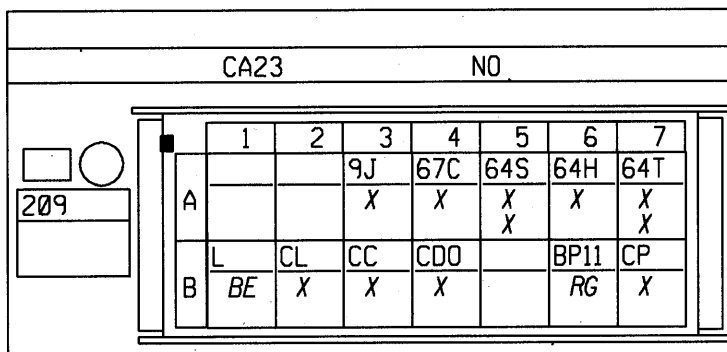 CA23 NO
1 2 3 4 5 6 7
A 9J 67C 64S 64H 64T
X X X X X
X X
209
B L CL CC CDO BP11 CP
BE X X X RG X